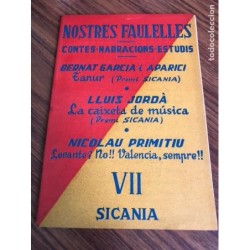 todocoleccion
NOSTRES FAULELLES
CONTES·NARRACIONS·ESTUDIS
BERNAT GARCIA i APARICI
Tanur (Premi SICANIA)
LLUIS JORDÀ
La caixeta de música
(Premi SICANIA)
NICOLAU PRIMITIU
Levante? No!! Valencia, sempre!!
VII
SICANIA